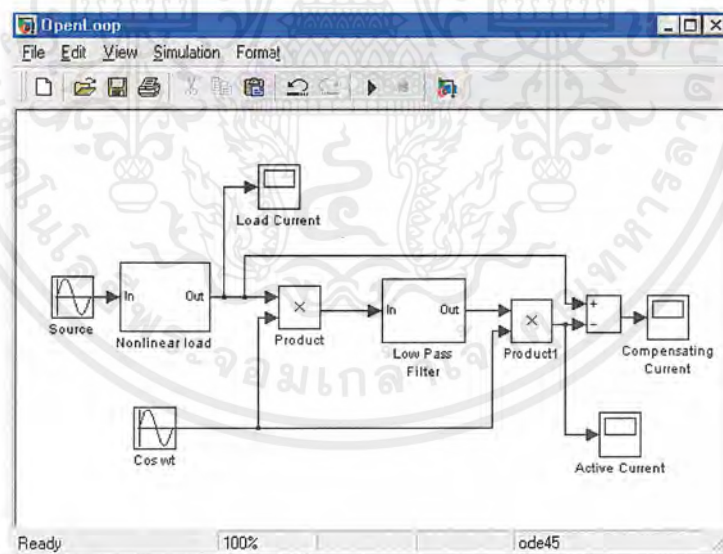 OpenLoop
File Edit View Simulation Format
Load Current
Source
In Out
Nonlinear load
×
Product
In Out
Low Pass
Filter
×
Product1
+
−
Compensating
Current
Cos wt
Active Current
Ready 100% ode45